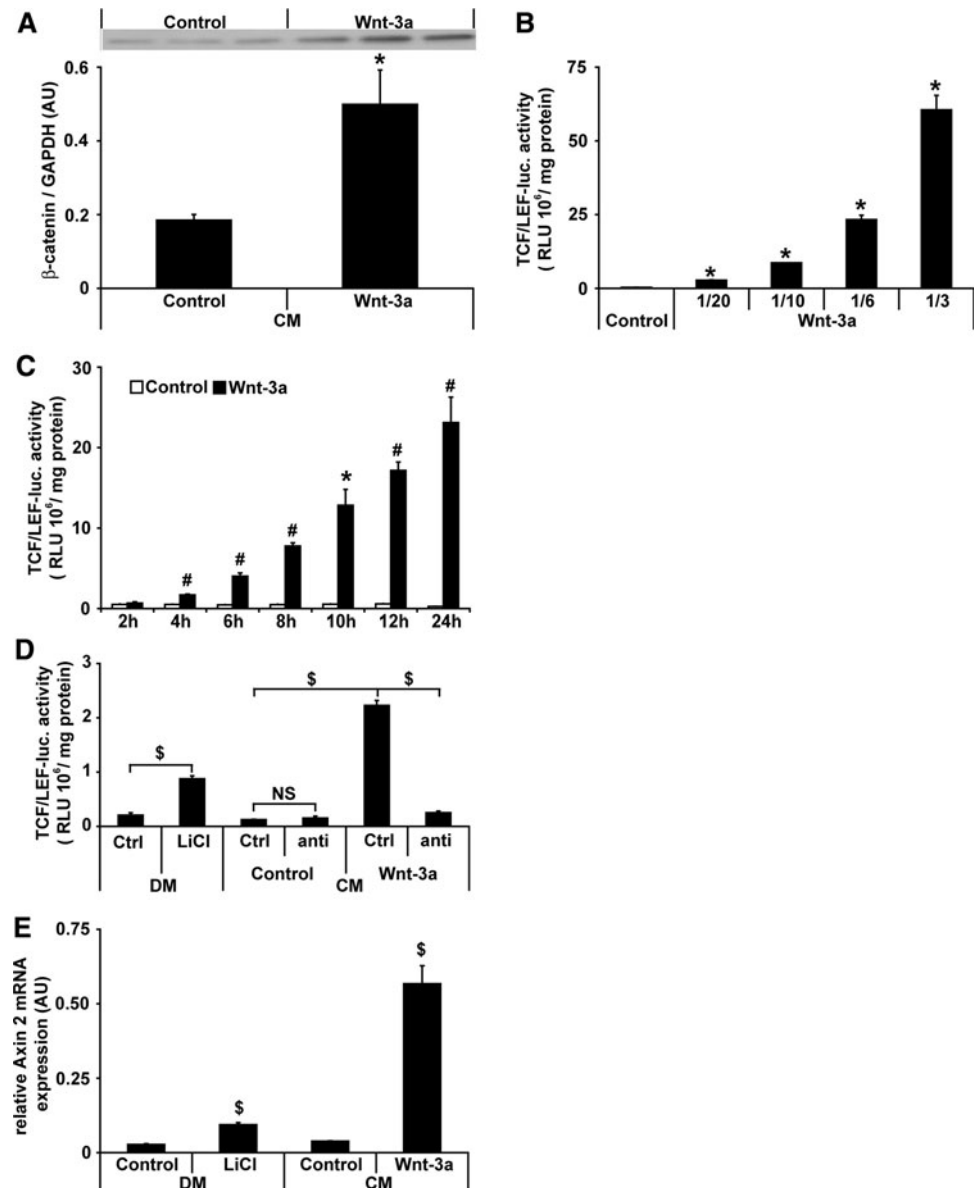 A
Control Wnt-3a
*
0.6
0.4
0.2
0
β-catenin / GAPDH (AU)
Control Wnt-3a
CM
B
75
50
25
0
TCF/LEF-luc. activity
( RLU 10⁶/ mg protein)
* * * *
1/20 1/10 1/6 1/3
Control Wnt-3a
C
Control Wnt-3a
30
20
10
0
TCF/LEF-luc. activity
( RLU 10⁶/ mg protein)
# # # * # #
2h 4h 6h 8h 10h 12h 24h
D
3
2
1
0
TCF/LEF-luc. activity
( RLU 10⁶/ mg protein)
$ $
$
NS
Ctrl LiCl Ctrl anti Ctrl anti
Control Wnt-3a
DM CM
E
0.75
0.50
0.25
0
relative Axin 2 mRNA
expression (AU)
$ $
Control LiCl Control Wnt-3a
DM CM